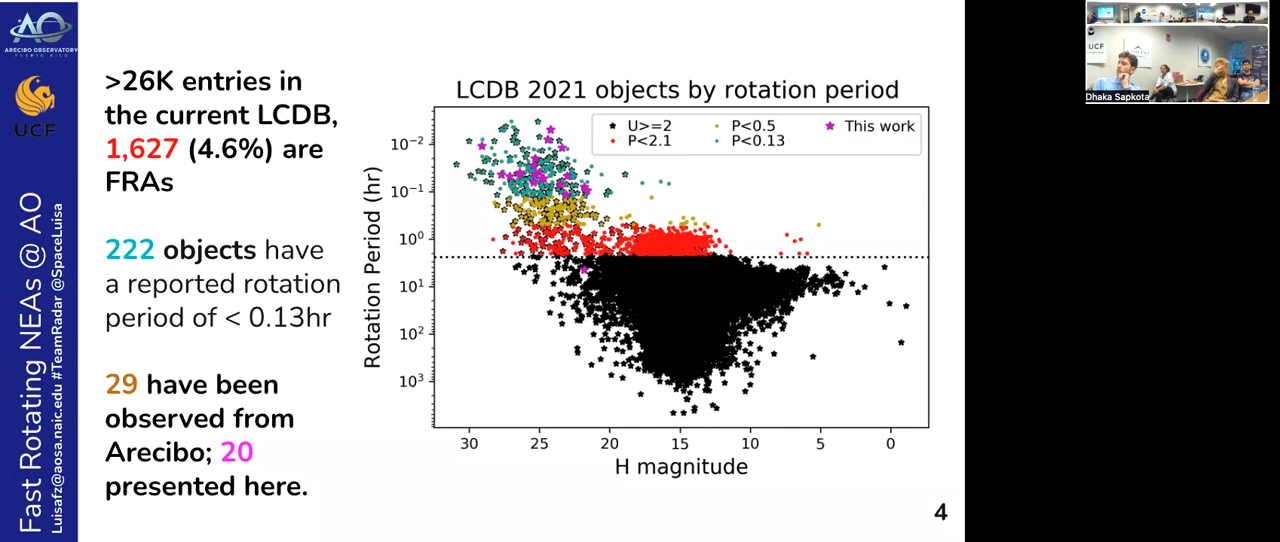 AO
ARECIBO OBSERVATORY
PUERTO RICO
UCF
Fast Rotating NEAs @ AO
Luisafz@aosa.naic.edu #TeamRadar @SpaceLuisa
>26K entries in
the current LCDB,
1,627 (4.6%) are
FRAs
222 objects have
a reported rotation
period of < 0.13hr
29 have been
observed from
Arecibo; 20
presented here.
LCDB 2021 objects by rotation period
U>=2
P<2.1
P<0.5
P<0.13
This work
Rotation Period (hr)
10⁻²
10⁻¹
10⁰
10¹
10²
10³
30 25 20 15 10 5 0
H magnitude
4
UCF
Dhaka Sapkota